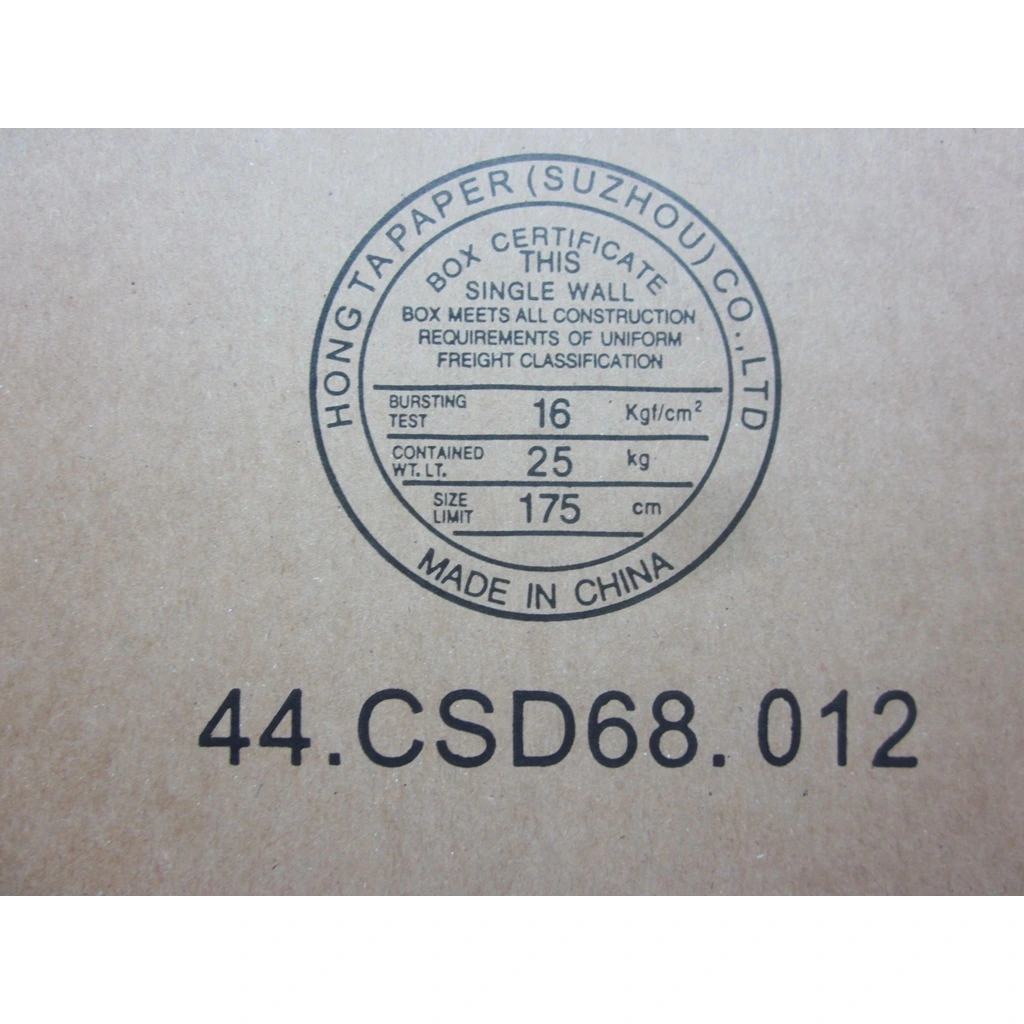 HONG TA PAPER (SUZHOU) CO.,LTD
BOX CERTIFICATE
THIS
SINGLE WALL
BOX MEETS ALL CONSTRUCTION
REQUIREMENTS OF UNIFORM
FREIGHT CLASSIFICATION
BURSTING TEST 16 Kgf/cm²
CONTAINED WT. LT. 25 kg
SIZE LIMIT 175 cm
MADE IN CHINA
44.CSD68.012